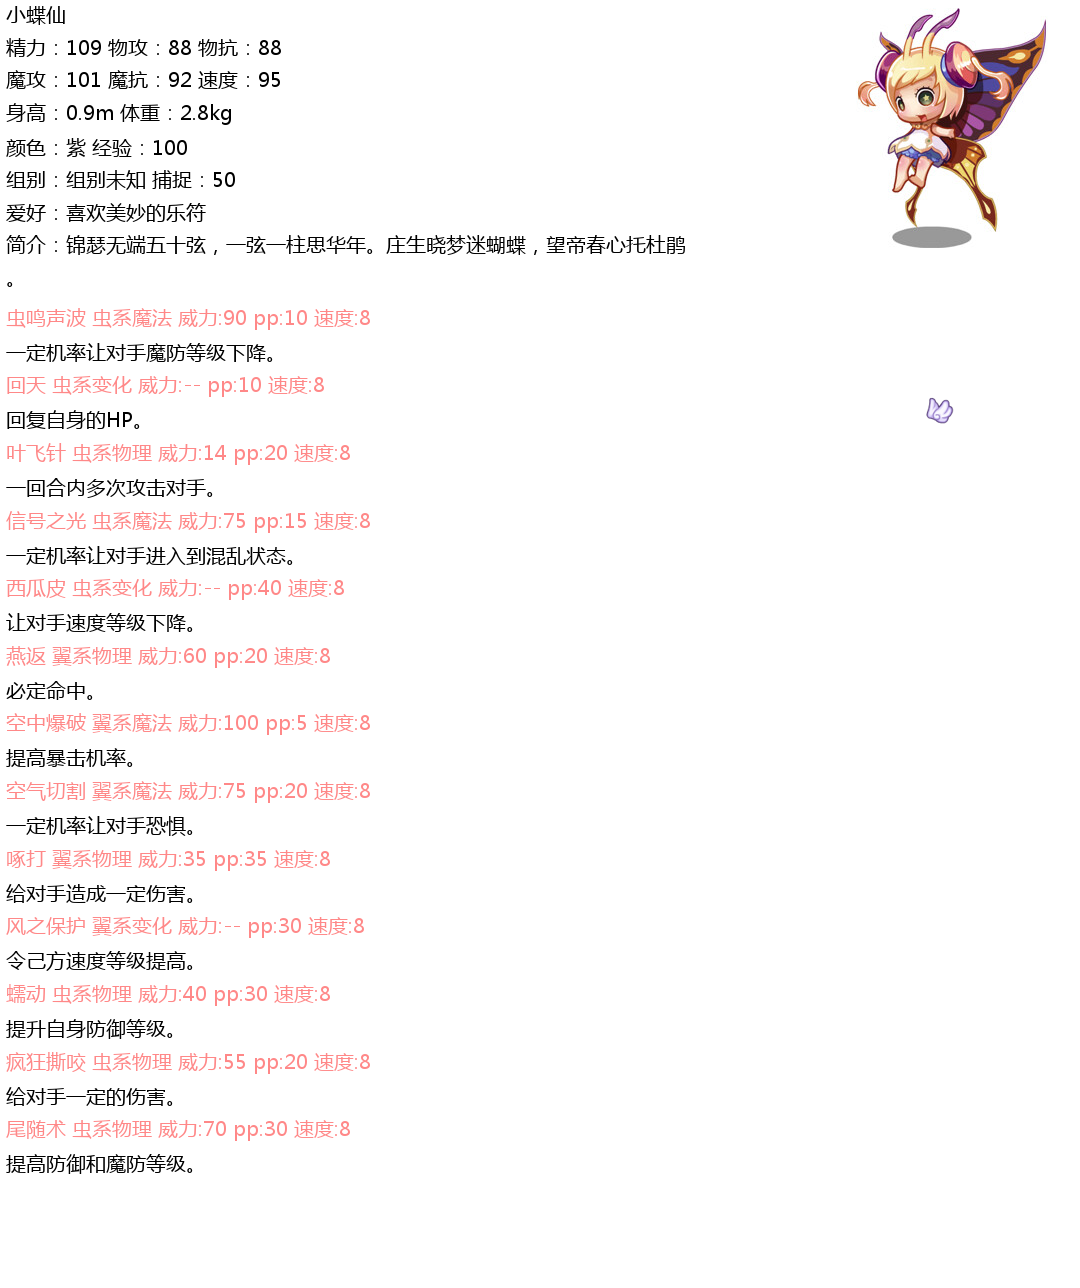 小蝶仙
精力：109 物攻：88 物抗：88
魔攻：101 魔抗：92 速度：95
身高：0.9m 体重：2.8kg
颜色：紫 经验：100
组别：组别未知 捕捉：50
爱好：喜欢美妙的乐符
简介：锦瑟无端五十弦，一弦一柱思华年。庄生晓梦迷蝴蝶，望帝春心托杜鹃
。
虫鸣声波 虫系魔法 威力:90 pp:10 速度:8
一定机率让对手魔防等级下降。
回天 虫系变化 威力:-- pp:10 速度:8
回复自身的HP。
叶飞针 虫系物理 威力:14 pp:20 速度:8
一回合内多次攻击对手。
信号之光 虫系魔法 威力:75 pp:15 速度:8
一定机率让对手进入到混乱状态。
西瓜皮 虫系变化 威力:-- pp:40 速度:8
让对手速度等级下降。
燕返 翼系物理 威力:60 pp:20 速度:8
必定命中。
空中爆破 翼系魔法 威力:100 pp:5 速度:8
提高暴击机率。
空气切割 翼系魔法 威力:75 pp:20 速度:8
一定机率让对手恐惧。
啄打 翼系物理 威力:35 pp:35 速度:8
给对手造成一定伤害。
风之保护 翼系变化 威力:-- pp:30 速度:8
令己方速度等级提高。
蠕动 虫系物理 威力:40 pp:30 速度:8
提升自身防御等级。
疯狂撕咬 虫系物理 威力:55 pp:20 速度:8
给对手一定的伤害。
尾随术 虫系物理 威力:70 pp:30 速度:8
提高防御和魔防等级。